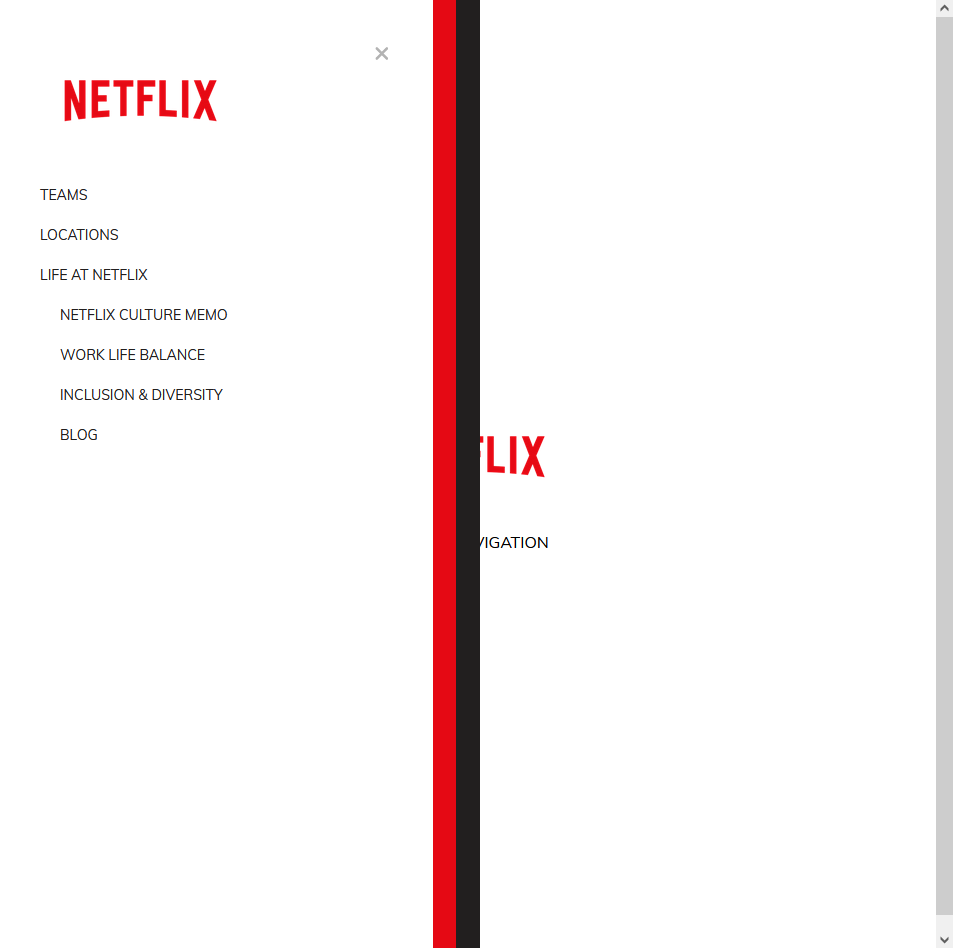 NETFLIX
TEAMS
LOCATIONS
LIFE AT NETFLIX
NETFLIX CULTURE MEMO
WORK LIFE BALANCE
INCLUSION & DIVERSITY
BLOG
FLIX
VIGATION